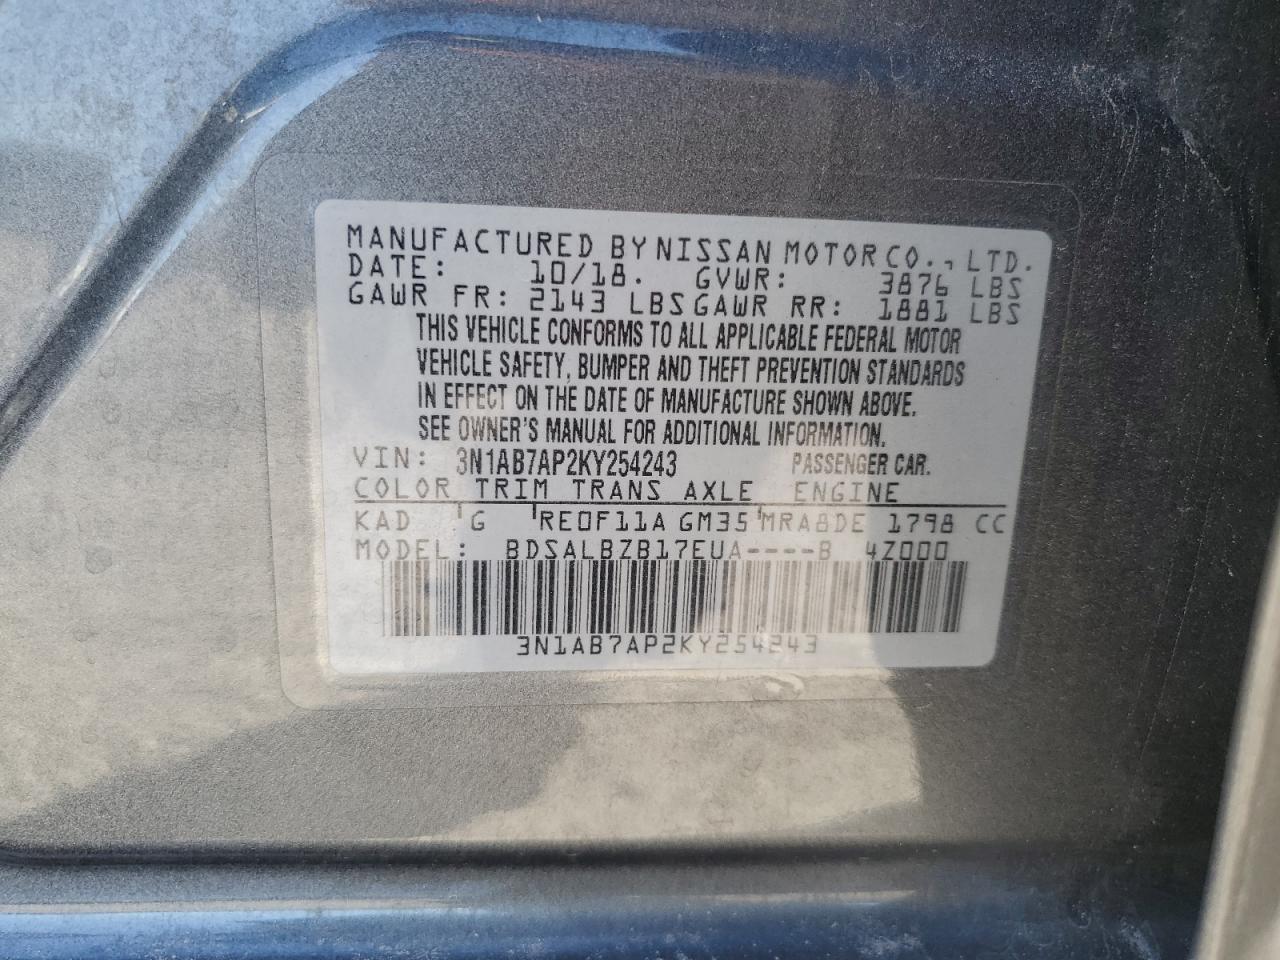 MANUFACTURED BY NISSAN MOTOR CO., LTD.
DATE: 10/18. GVWR: 3876 LBS
GAWR FR: 2143 LBS GAWR RR: 1881 LBS
THIS VEHICLE CONFORMS TO ALL APPLICABLE FEDERAL MOTOR
VEHICLE SAFETY, BUMPER AND THEFT PREVENTION STANDARDS
IN EFFECT ON THE DATE OF MANUFACTURE SHOWN ABOVE.
SEE OWNER'S MANUAL FOR ADDITIONAL INFORMATION.
VIN: 3N1AB7AP2KY254243 PASSENGER CAR.
COLOR TRIM TRANS AXLE ENGINE
KAD G RE0F11A GM35 MRA8DE 1798 CC
MODEL: BDSALBZB17EUA----B 4Z000
3N1AB7AP2KY254243